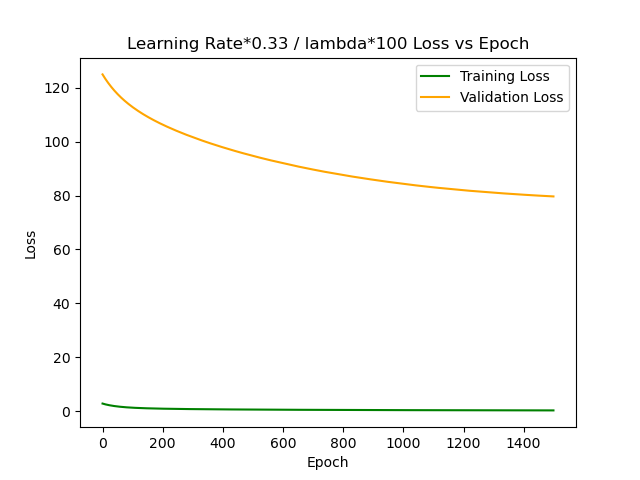 Learning Rate*0.33 / lambda*100 Loss vs Epoch
Training Loss
Validation Loss
120
100
80
60
40
20
0
Loss
0 200 400 600 800 1000 1200 1400
Epoch